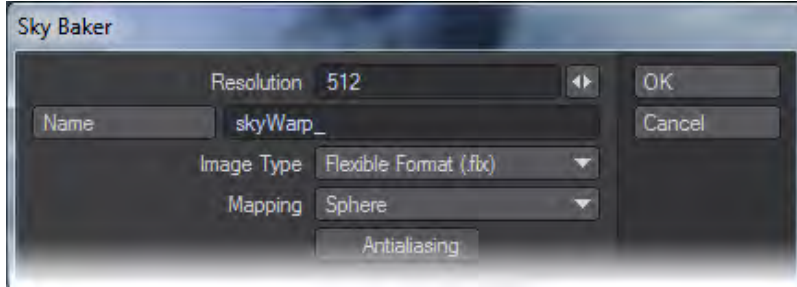 Sky Baker
Resolution 512 OK
Name skyWarp_ Cancel
Image Type Flexible Format (.flx)
Mapping Sphere
Antialiasing